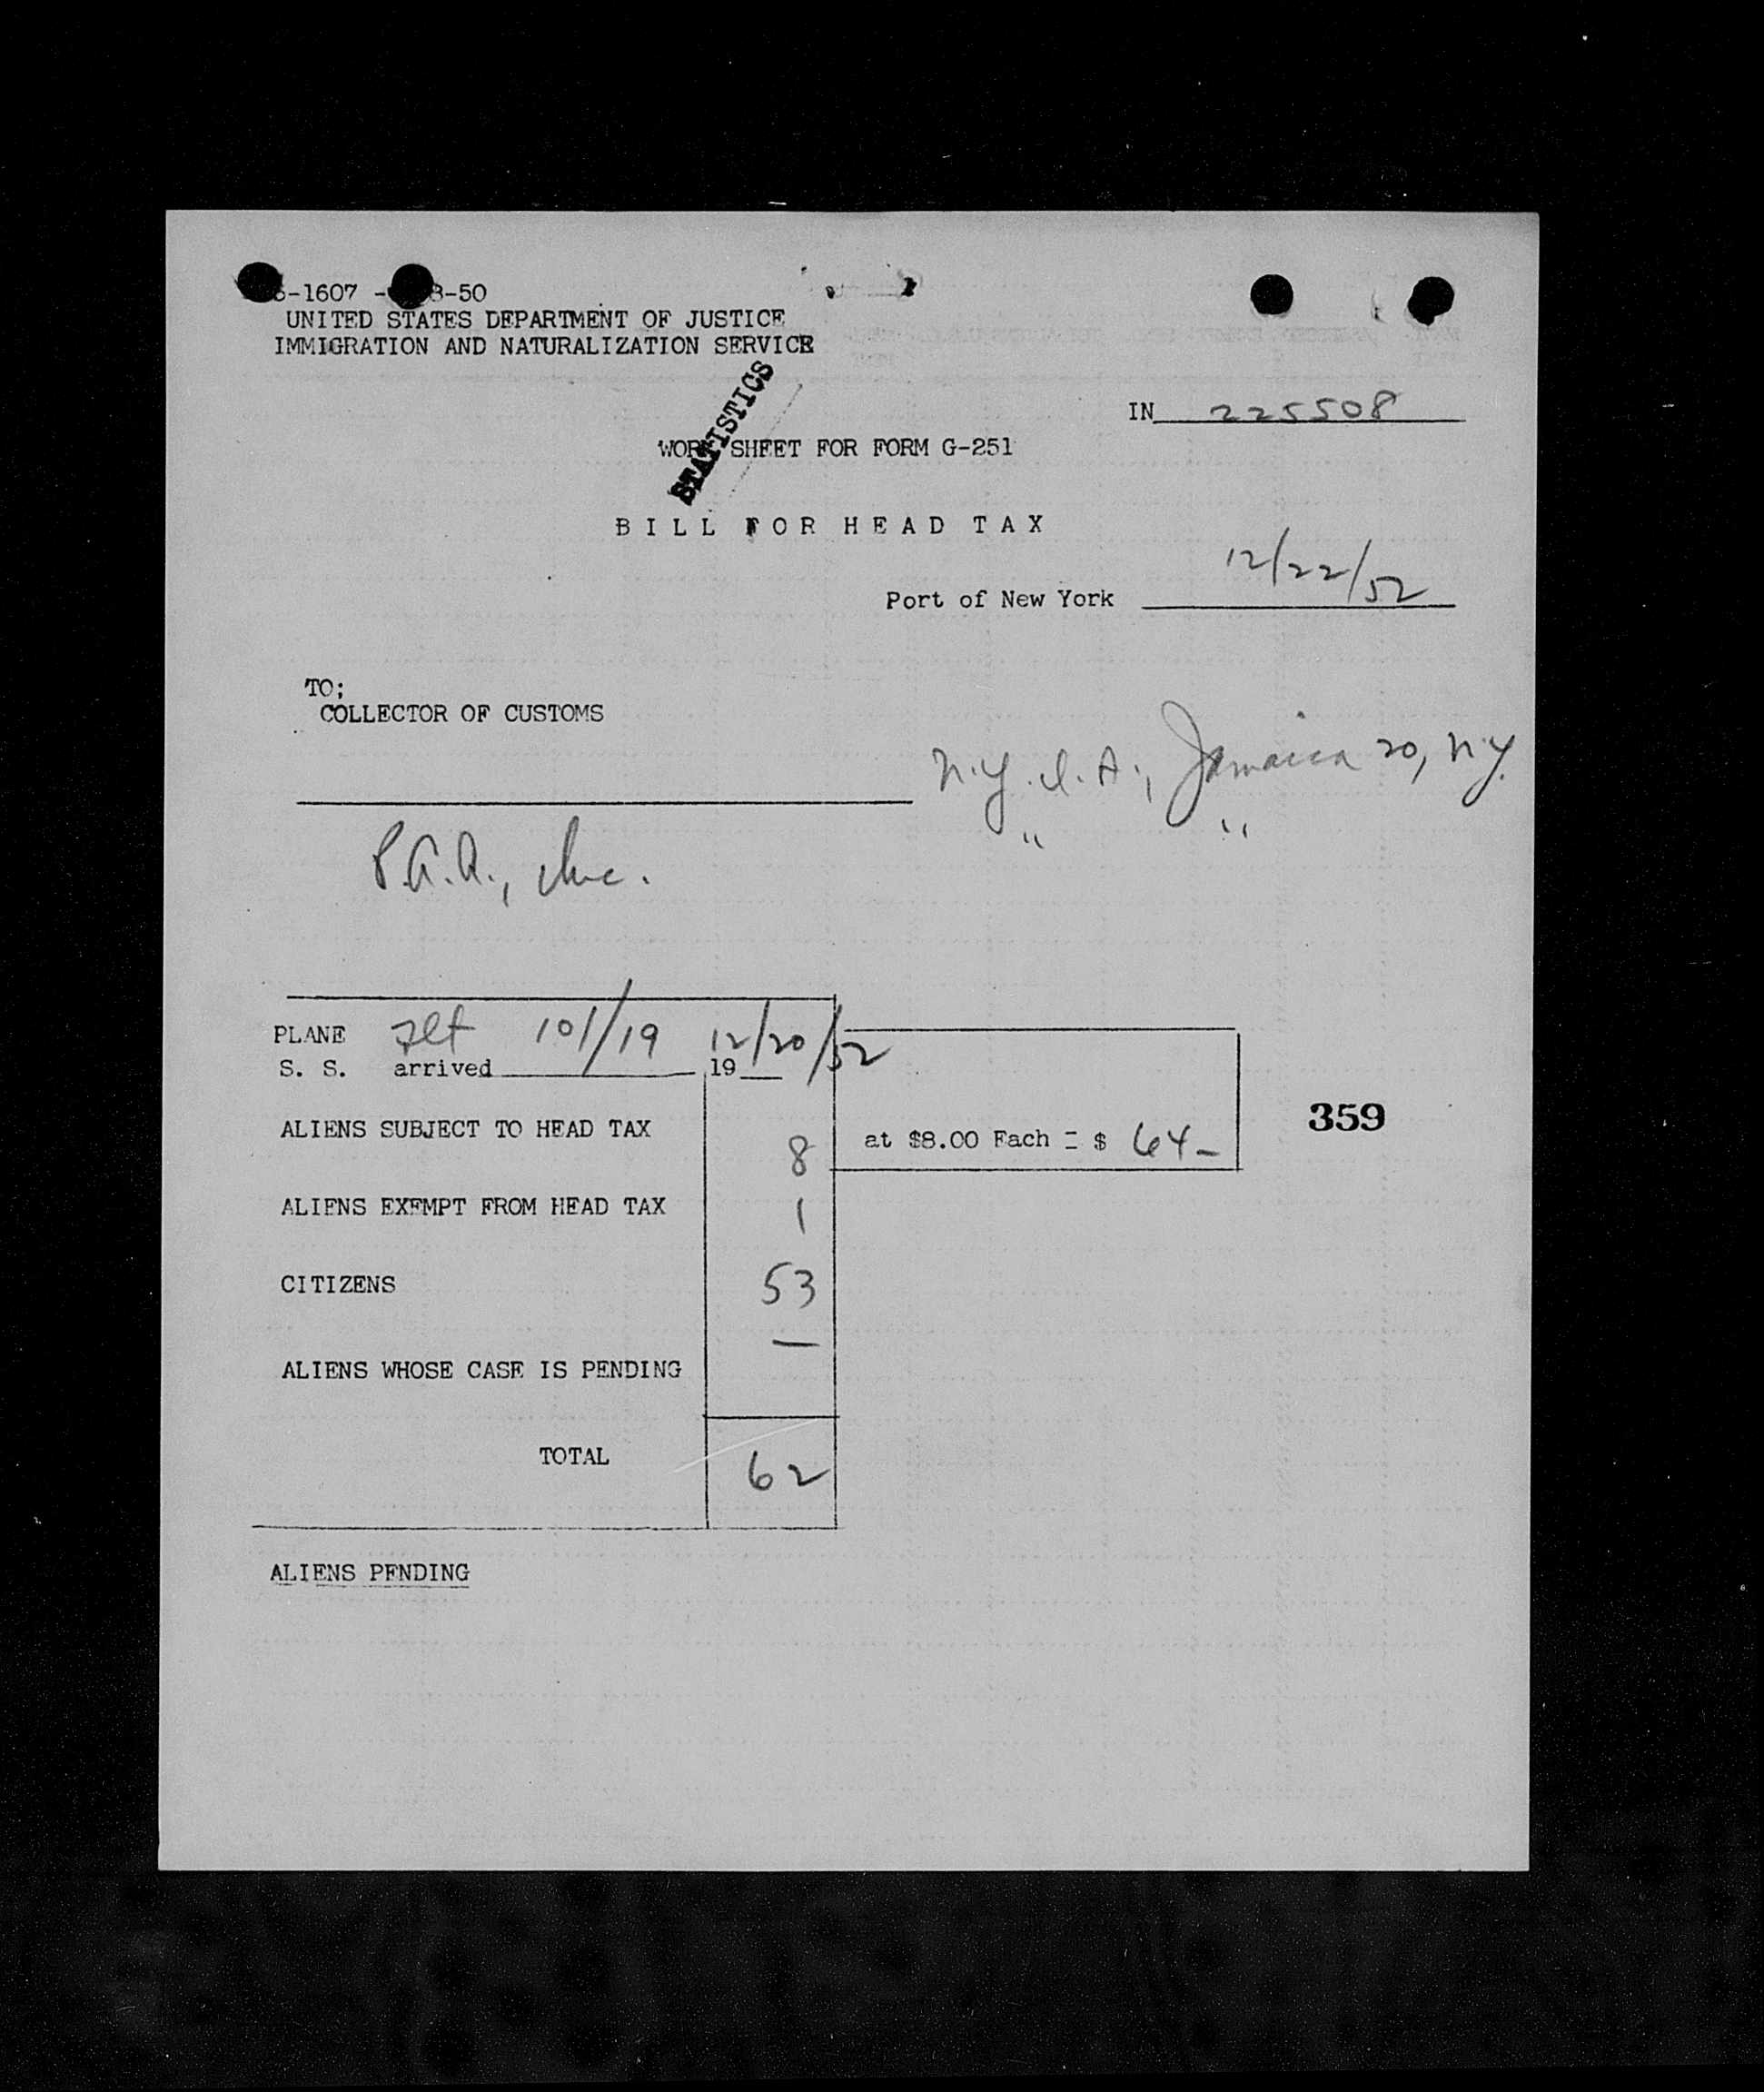 -1607 - -50
UNITED STATES DEPARTMENT OF JUSTICE
IMMIGRATION AND NATURALIZATION SERVICE
STATISTICS
IN 225508
WORK SHEET FOR FORM G-251
BILL FOR HEAD TAX
12/22/52
Port of New York
TO;
COLLECTOR OF CUSTOMS
N.Y.I.A., Jamaica 20, N.Y.
" "
P.A.A., Inc.
PLANE Flt 101/19 12/20/52
S. S. arrived 19
ALIENS SUBJECT TO HEAD TAX 8 at $8.00 Each = $ 64-
359
ALIENS EXEMPT FROM HEAD TAX 1
CITIZENS 53
ALIENS WHOSE CASE IS PENDING —
TOTAL 62
ALIENS PENDING